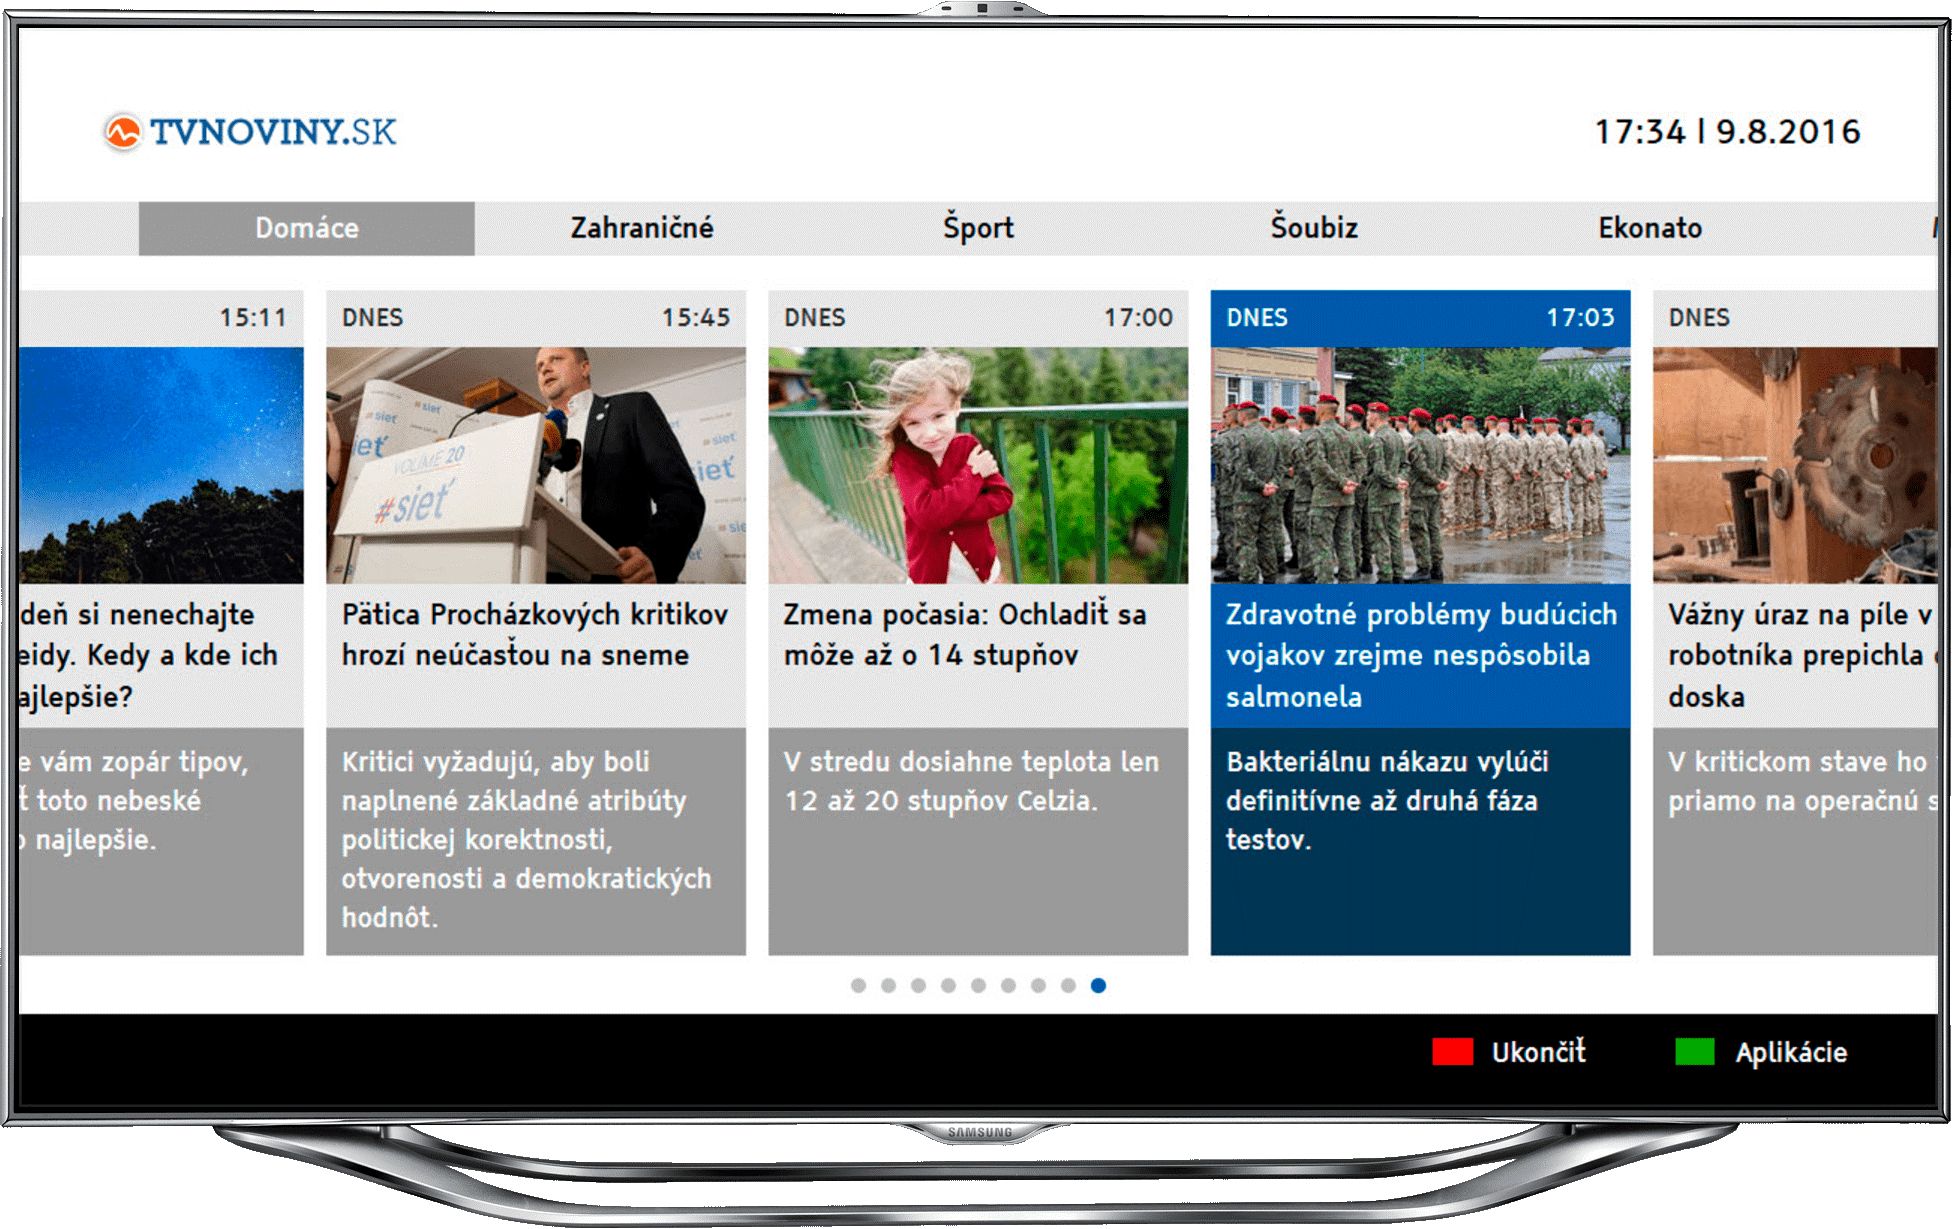 TVNOVINY.SK
17:34 | 9.8.2016
Domáce
Zahraničné
Šport
Šoubiz
Ekonato
15:11
deň si nenechajte
Kedy a kde ich
DNES 15:45
#sieť
sieť
VOLÍME 20
#sieť
Pätica Procházkových kritikov
hrozí neúčasťou na sneme
DNES 17:00
Zmena počasia: Ochladiť sa
môže až o 14 stupňov
DNES 17:03
Zdravotné problémy budúcich
vojakov zrejme nespôsobila
salmonela
DNES
Vážny úraz na píle v
robotníka prepichla
doska
vám zopár tipov,
toto nebeské
najlepšie.
Kritici vyžadujú, aby boli
naplnené základné atribúty
politickej korektnosti,
otvorenosti a demokratických
hodnôt.
V stredu dosiahne teplota len
12 až 20 stupňov Celzia.
Bakteriálnu nákazu vylúči
definitívne až druhá fáza
testov.
V kritickom stave ho
priamo na operačnú
Ukončiť
Aplikácie
SAMSUNG